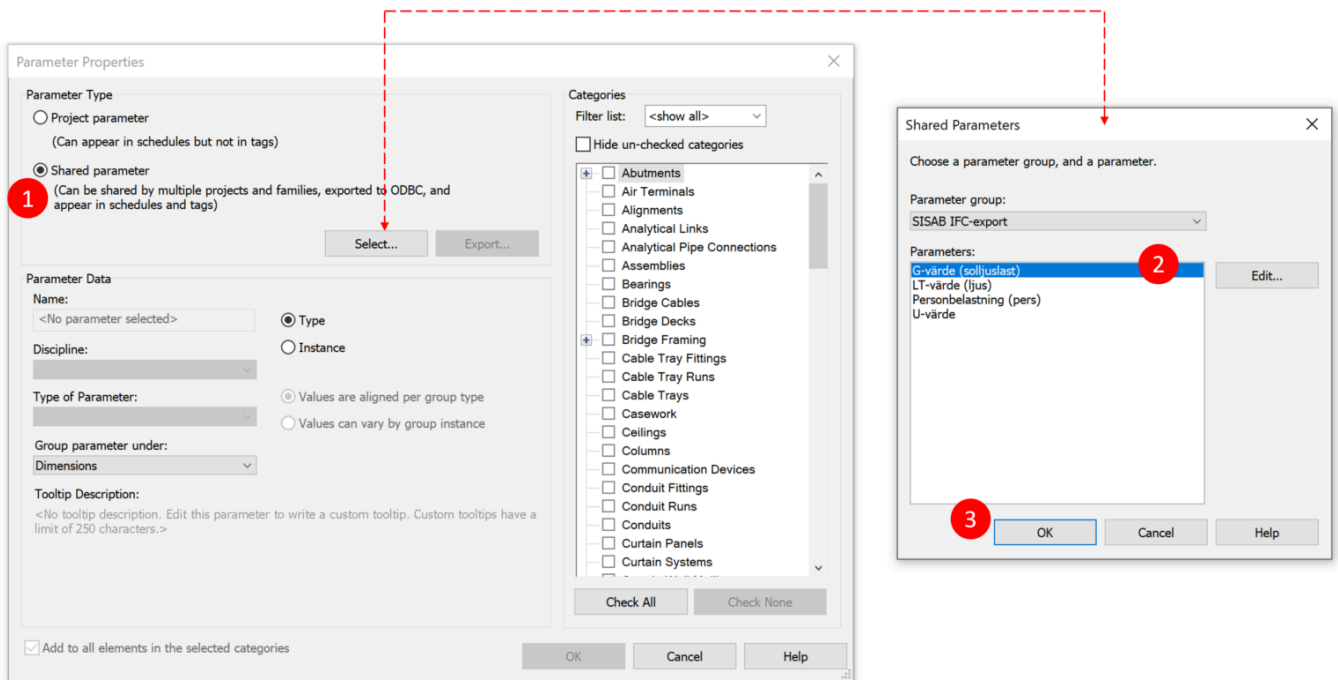 Parameter Properties
Parameter Type
Project parameter
(Can appear in schedules but not in tags)
Shared parameter
1
(Can be shared by multiple projects and families, exported to ODBC, and
appear in schedules and tags)
Select...
Export...
Parameter Data
Name:
<No parameter selected>
Type
Discipline:
Instance
Type of Parameter:
Values are aligned per group type
Values can vary by group instance
Group parameter under:
Dimensions
Tooltip Description:
<No tooltip description. Edit this parameter to write a custom tooltip. Custom tooltips have a
limit of 250 characters.>
Add to all elements in the selected categories
Categories
Filter list:
<show all>
Hide un-checked categories
Abutments
Air Terminals
Alignments
Analytical Links
Analytical Pipe Connections
Assemblies
Bearings
Bridge Cables
Bridge Decks
Bridge Framing
Cable Tray Fittings
Cable Tray Runs
Cable Trays
Casework
Ceilings
Columns
Communication Devices
Conduit Fittings
Conduit Runs
Conduits
Curtain Panels
Curtain Systems
Check All
Check None
OK
Cancel
Help
Shared Parameters
Choose a parameter group, and a parameter.
Parameter group:
SISAB IFC-export
Parameters:
2
G-värde (solljuslast)
LT-värde (ljus)
Personbelastning (pers)
U-värde
Edit...
3
OK
Cancel
Help